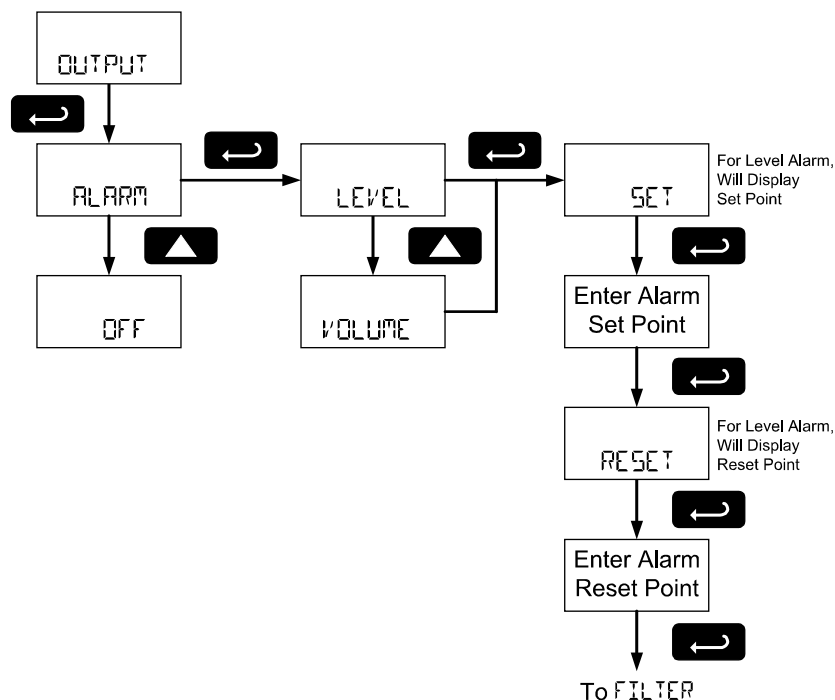 OUTPUT
ALARM
LEVEL
SET
For Level Alarm,
Will Display
Set Point
OFF
VOLUME
Enter Alarm
Set Point
RESET
For Level Alarm,
Will Display
Reset Point
Enter Alarm
Reset Point
To FILTER